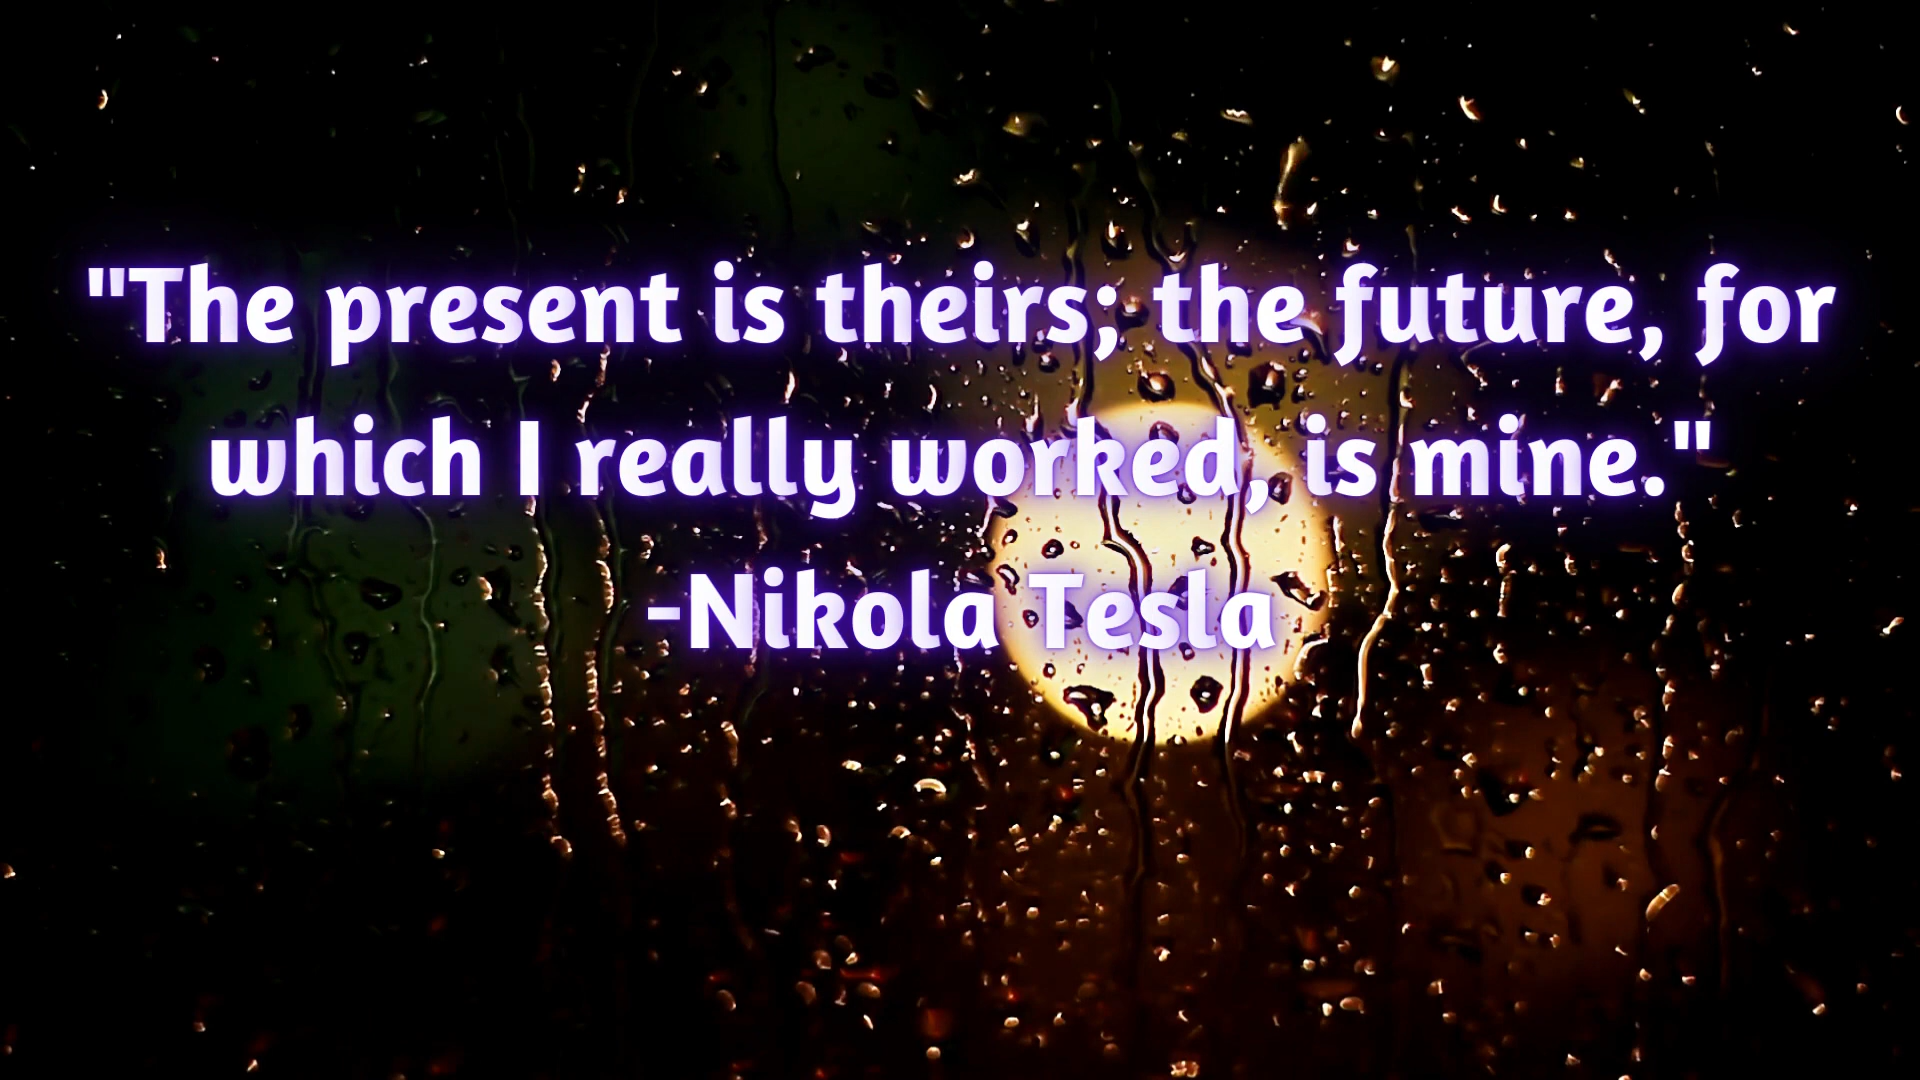 "The present is theirs; the future, for
which I really worked, is mine."
-Nikola Tesla